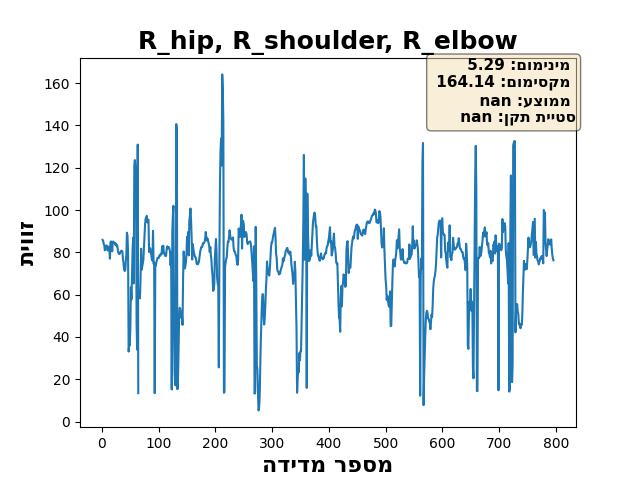 R_hip, R_shoulder, R_elbow
מינימום: 5.29
מקסימום: 164.14
ממוצע: nan
סטיית תקן: nan
זווית
160
140
120
100
80
60
40
20
0
0 100 200 300 400 500 600 700 800
מספר מדידה